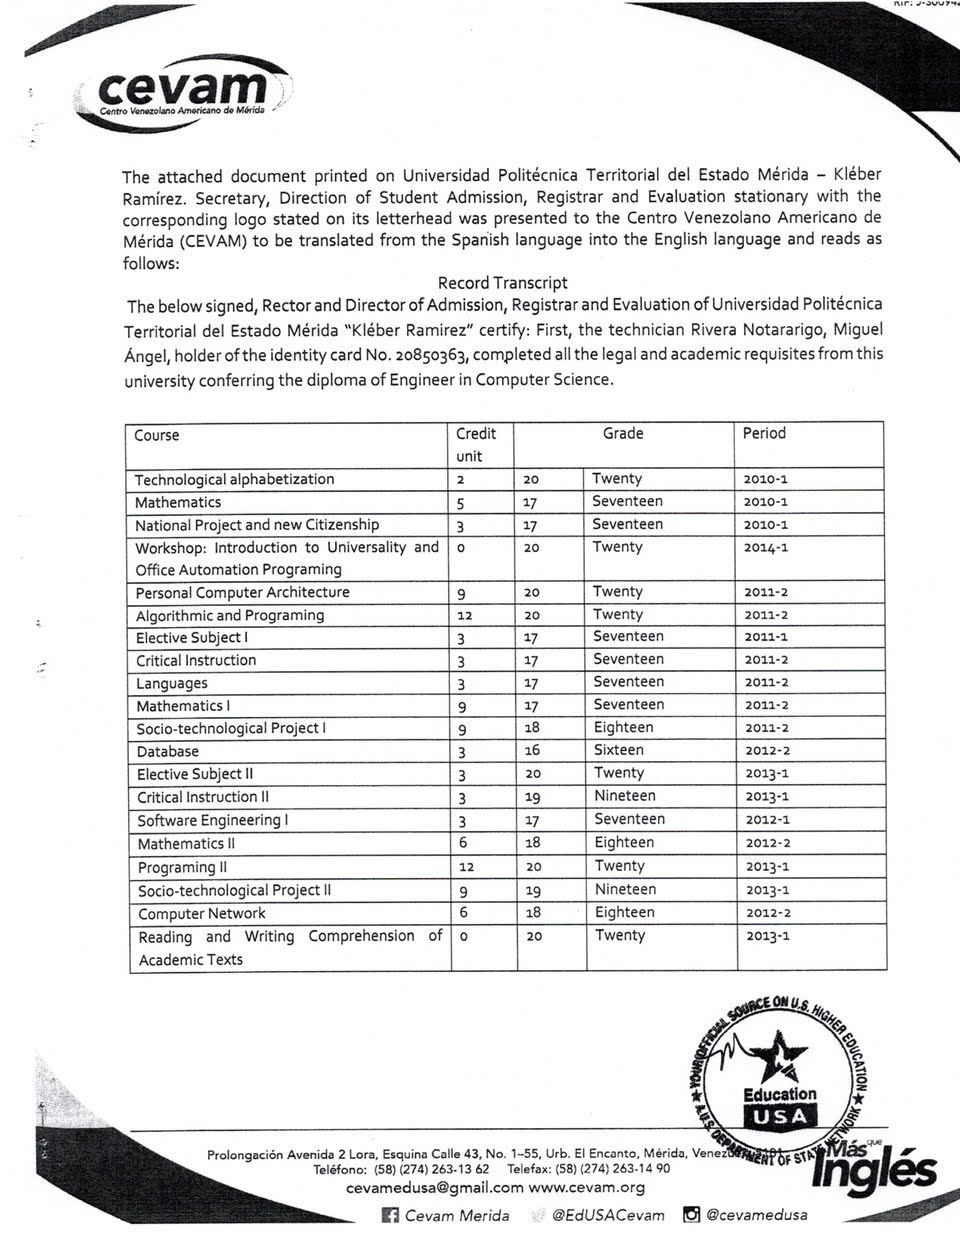 cevam
Centro Venezolano Americano de Mérida
The attached document printed on Universidad Politécnica Territorial del Estado Mérida – Kléber
Ramírez. Secretary, Direction of Student Admission, Registrar and Evaluation stationary with the
corresponding logo stated on its letterhead was presented to the Centro Venezolano Americano de
Mérida (CEVAM) to be translated from the Spanish language into the English language and reads as
follows:
Record Transcript
The below signed, Rector and Director of Admission, Registrar and Evaluation of Universidad Politécnica
Territorial del Estado Mérida "Kléber Ramirez" certify: First, the technician Rivera Notararigo, Miguel
Ángel, holder of the identity card No. 20850363, completed all the legal and academic requisites from this
university conferring the diploma of Engineer in Computer Science.
Course Credit Grade Period
unit
Technological alphabetization 2 20 Twenty 2010-1
Mathematics 5 17 Seventeen 2010-1
National Project and new Citizenship 3 17 Seventeen 2010-1
Workshop: Introduction to Universality and 0 20 Twenty 2014-1
Office Automation Programing
Personal Computer Architecture 9 20 Twenty 2011-2
Algorithmic and Programing 12 20 Twenty 2011-2
Elective Subject I 3 17 Seventeen 2011-1
Critical Instruction 3 17 Seventeen 2011-2
Languages 3 17 Seventeen 2011-2
Mathematics I 9 17 Seventeen 2011-2
Socio-technological Project I 9 18 Eighteen 2011-2
Database 3 16 Sixteen 2012-2
Elective Subject II 3 20 Twenty 2013-1
Critical Instruction II 3 19 Nineteen 2013-1
Software Engineering I 3 17 Seventeen 2012-1
Mathematics II 6 18 Eighteen 2012-2
Programing II 12 20 Twenty 2013-1
Socio-technological Project II 9 19 Nineteen 2013-1
Computer Network 6 18 Eighteen 2012-2
Reading and Writing Comprehension of 0 20 Twenty 2013-1
Academic Texts
YOUR OFFICIAL SOURCE ON U.S. HIGHER EDUCATION
Education
USA
A U.S. DEPARTMENT OF STATE NETWORK
Prolongación Avenida 2 Lora, Esquina Calle 43, No. 1-55, Urb. El Encanto, Mérida,
Teléfono: (58) (274) 263-13 62 Telefax: (58) (274) 263-14 90
cevamedusa@gmail.com www.cevam.org
Cevam Merida @EdUSACevam @cevamedusa
Más que
Inglés